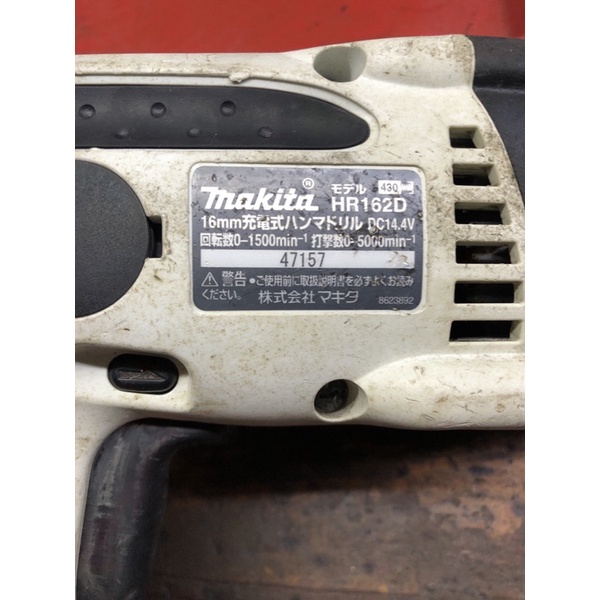 makita® モデル 430
HR162D
16mm充電式ハンマドリル DC14.4V
回転数0-1500min⁻¹ 打撃数0-5000min⁻¹
47157
⚠警告 ●ご使用前に取扱説明書を必ずよくお読み
ください。 株式会社マキタ 8623892